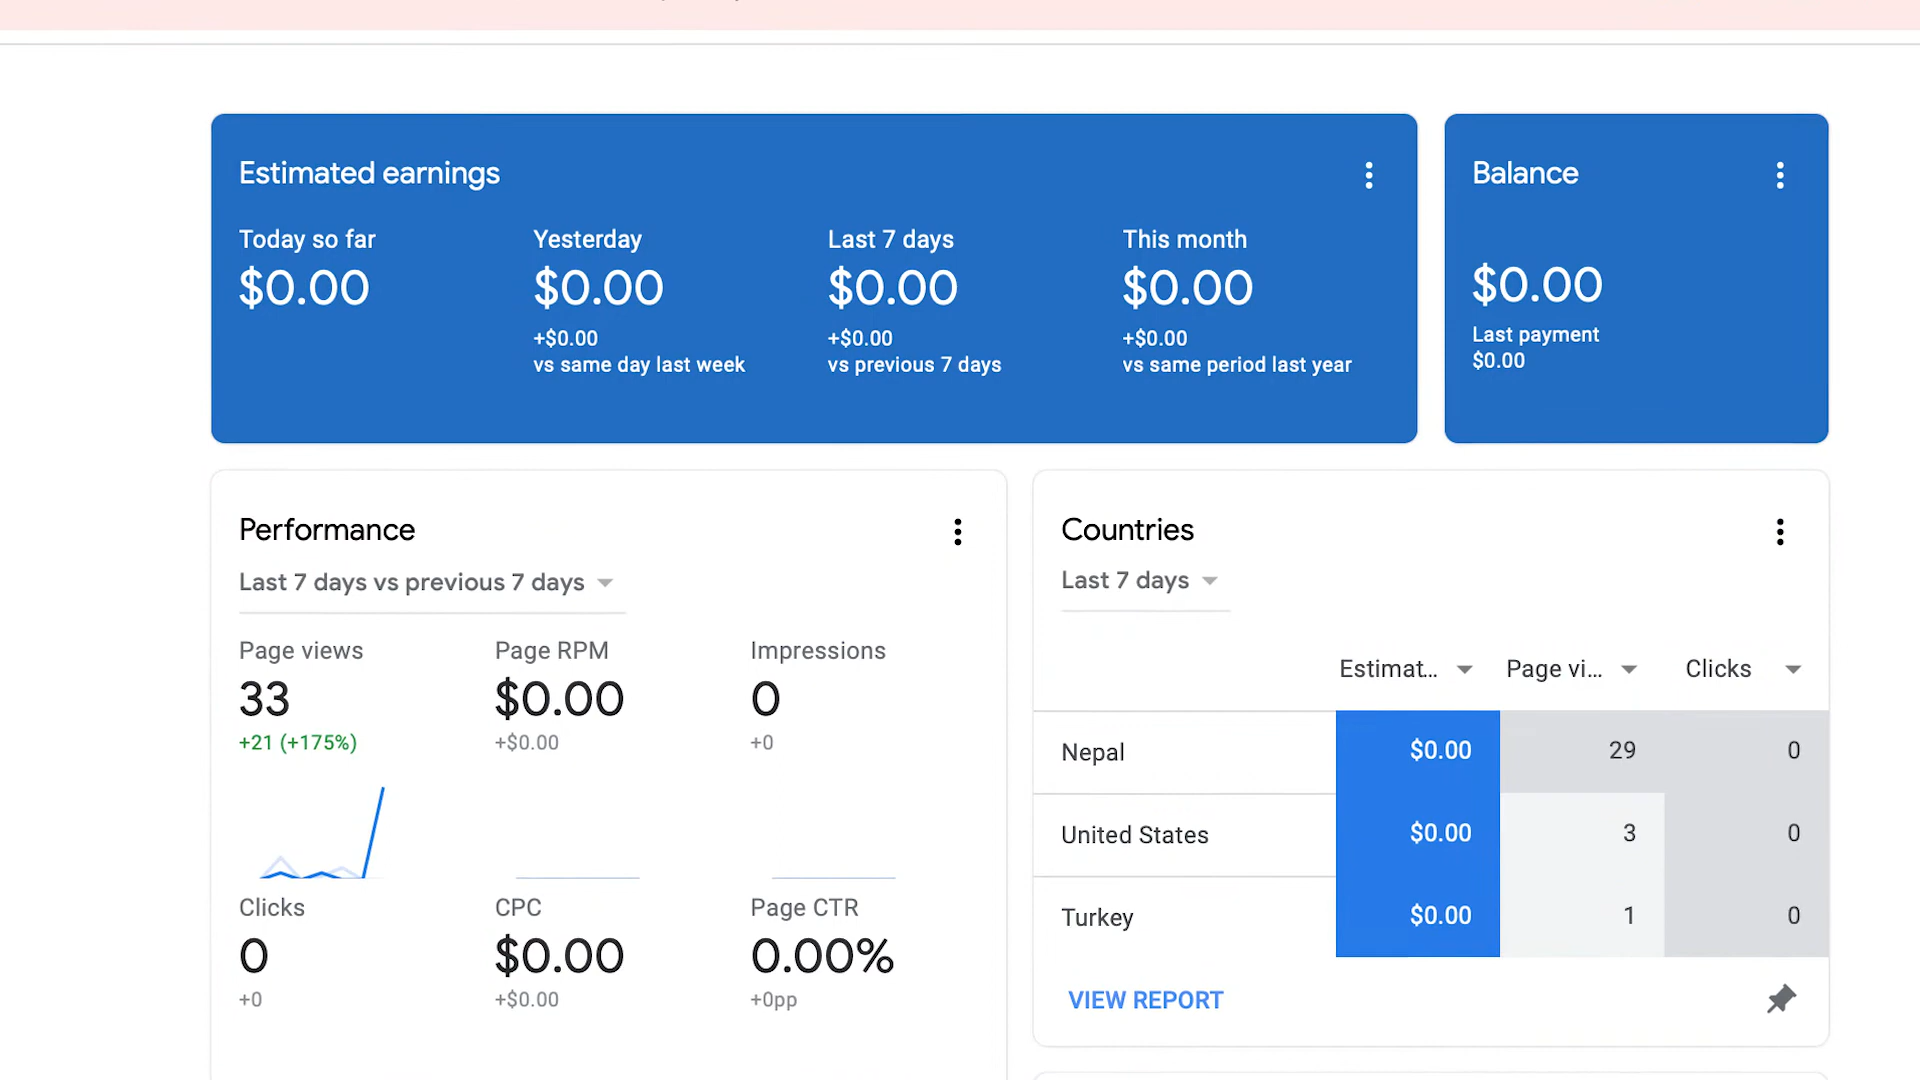 Estimated earnings
Today so far
$0.00
Yesterday
$0.00
+$0.00
vs same day last week
Last 7 days
$0.00
+$0.00
vs previous 7 days
This month
$0.00
+$0.00
vs same period last year
Balance
$0.00
Last payment
$0.00
Performance
Last 7 days vs previous 7 days
Page views
33
+21 (+175%)
Page RPM
$0.00
+$0.00
Impressions
0
+0
Clicks
0
+0
CPC
$0.00
+$0.00
Page CTR
0.00%
+0pp
Countries
Last 7 days
Estimat... Page vi... Clicks
Nepal $0.00 29 0
United States $0.00 3 0
Turkey $0.00 1 0
VIEW REPORT